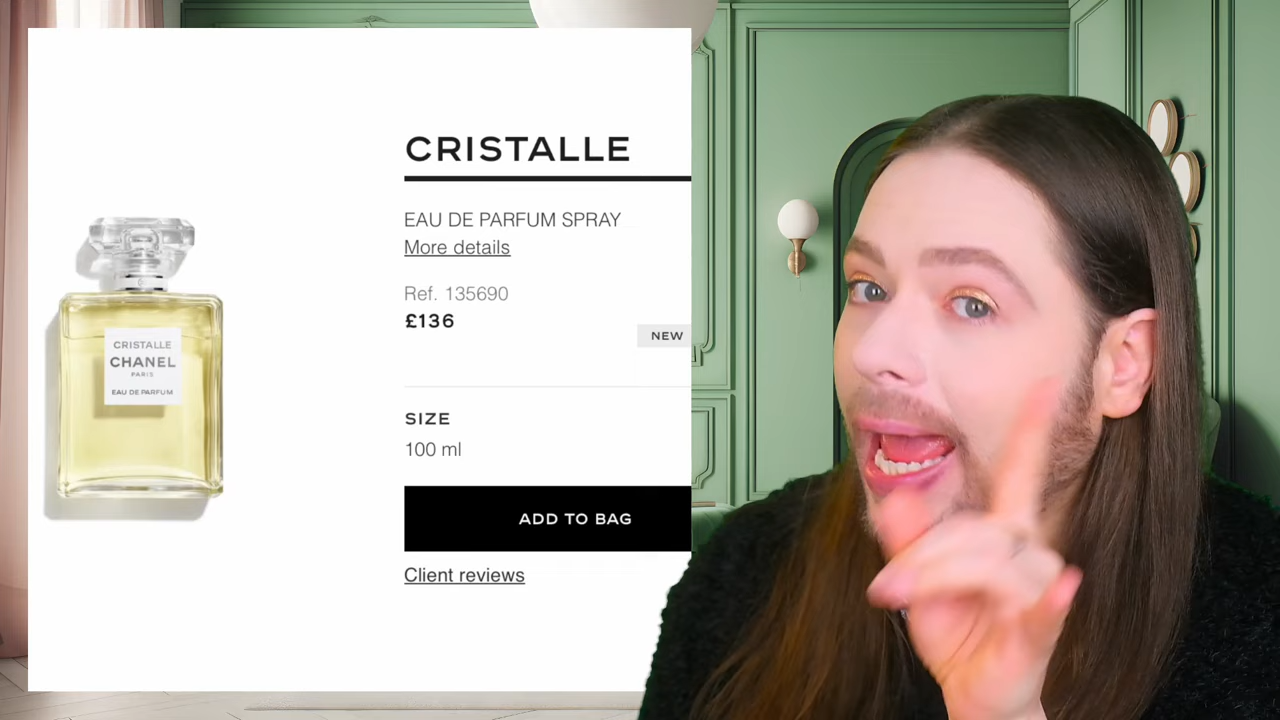 CRISTALLE
EAU DE PARFUM SPRAY
More details
Ref. 135690
£136
NEW
SIZE
100 ml
ADD TO BAG
Client reviews
CRISTALLE
CHANEL
PARIS
EAU DE PARFUM